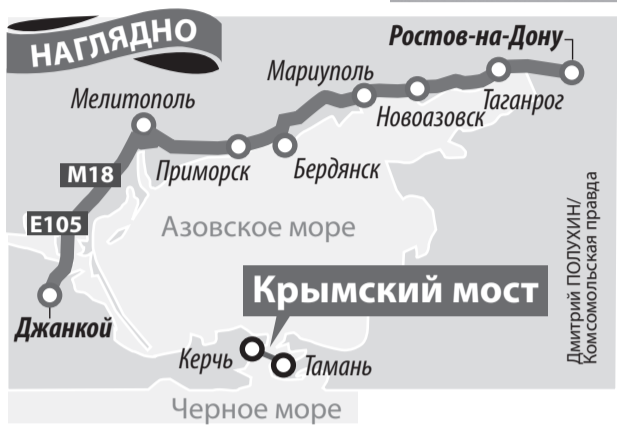 НАГЛЯДНО
Ростов-на-Дону
Мариуполь
Таганрог
Новоазовск
Мелитополь
Приморск
Бердянск
М18
Е105
Азовское море
Крымский мост
Джанкой
Керчь
Тамань
Черное море
Дмитрий ПОЛУХИН/
Комсомольская правда